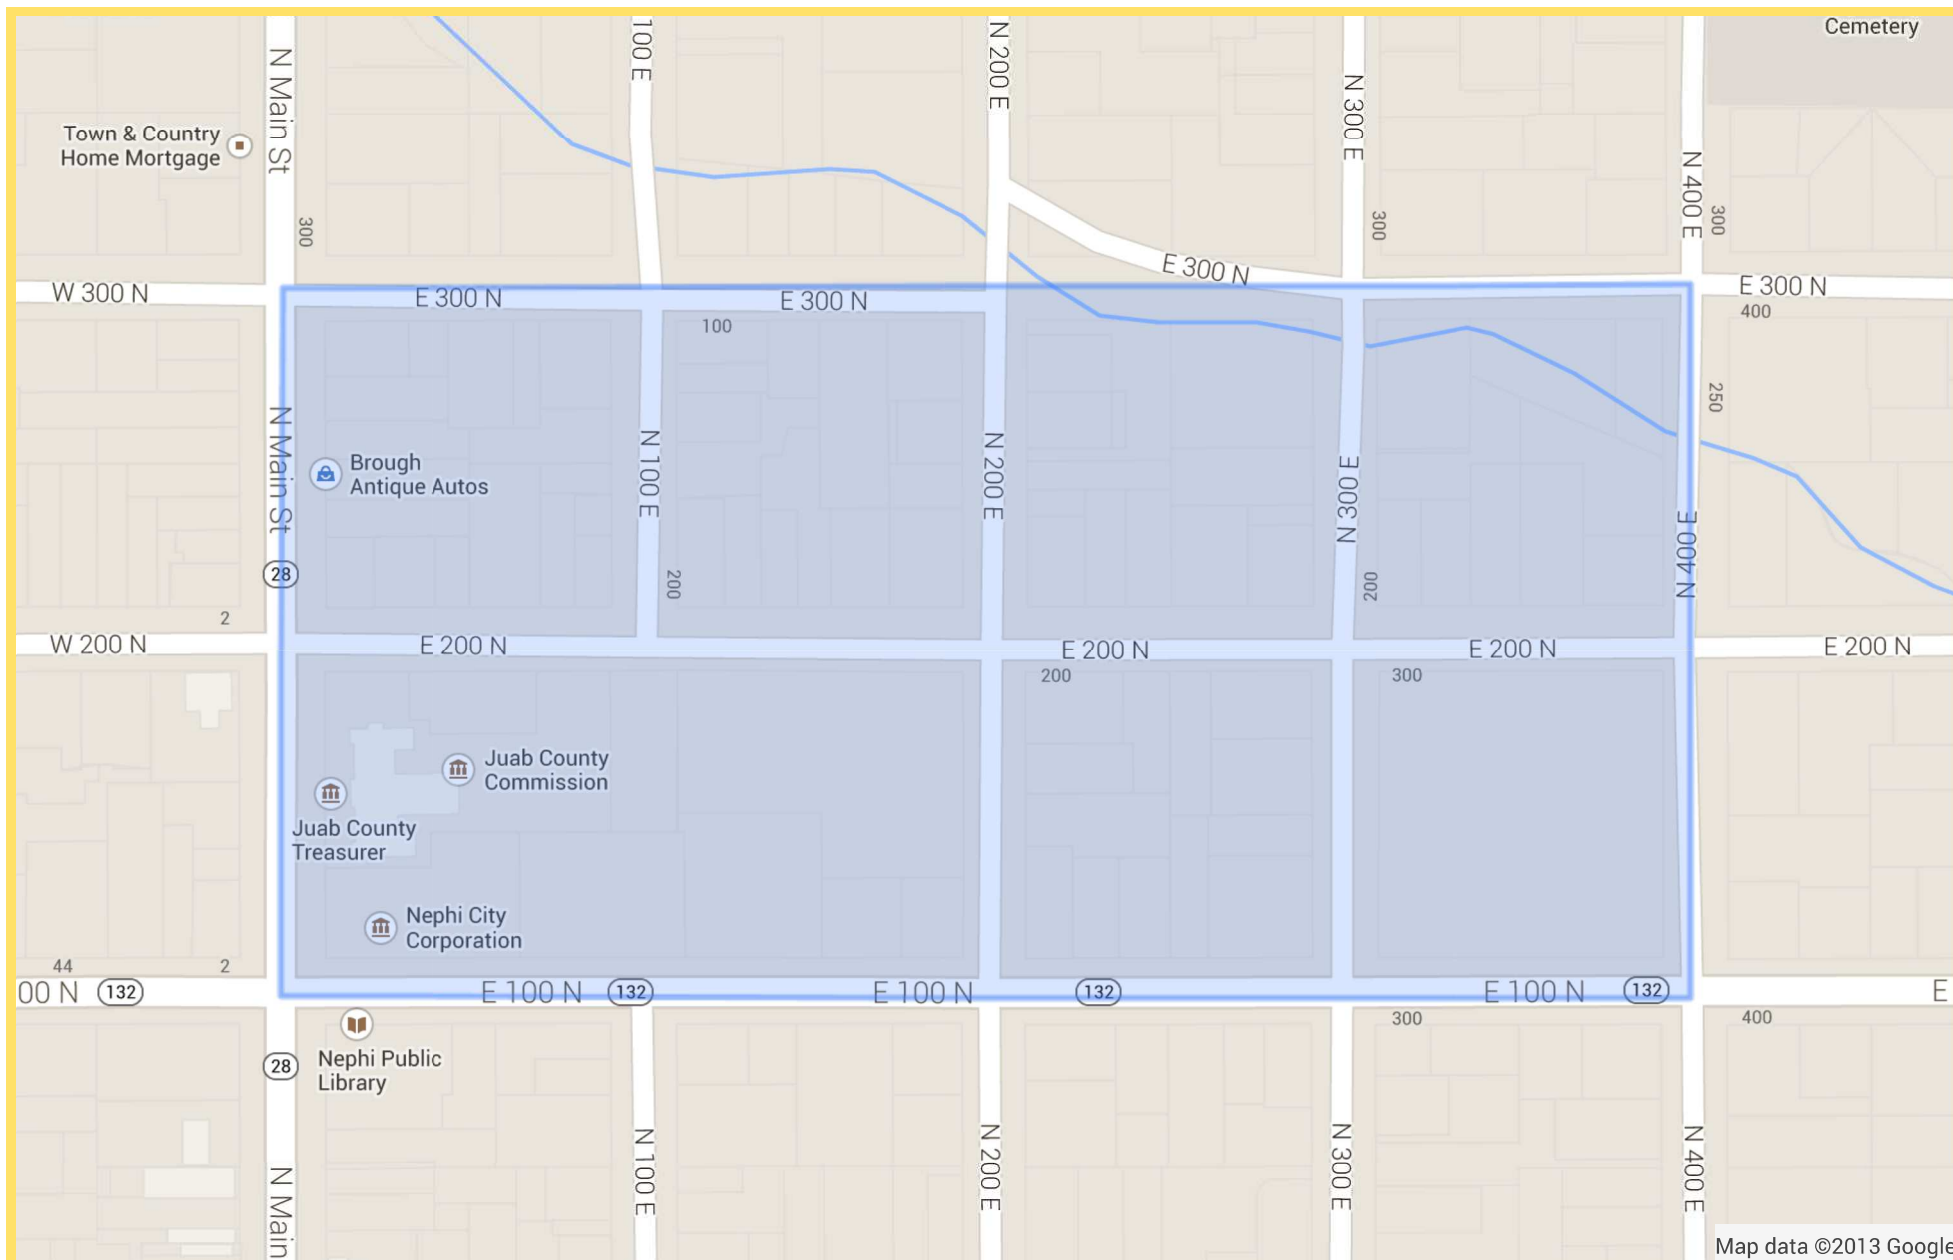 Cemetery
N Main St
100 E
N 200 E
N 300 E
N 400 E
Town & Country
Home Mortgage
300
300
300
E 300 N
W 300 N
E 300 N
E 300 N
E 300 N
100
400
250
N Main St
Brough
Antique Autos
N 100 E
N 200 E
N 300 E
N 400 E
28
200
200
2
W 200 N
E 200 N
E 200 N
E 200 N
E 200 N
200
300
Juab County
Commission
Juab County
Treasurer
Nephi City
Corporation
44
2
00 N
132
E 100 N
132
E 100 N
132
E 100 N
132
E
300
400
28
Nephi Public
Library
N Main
N 100 E
N 200 E
N 300 E
N 400 E
Map data ©2013 Google